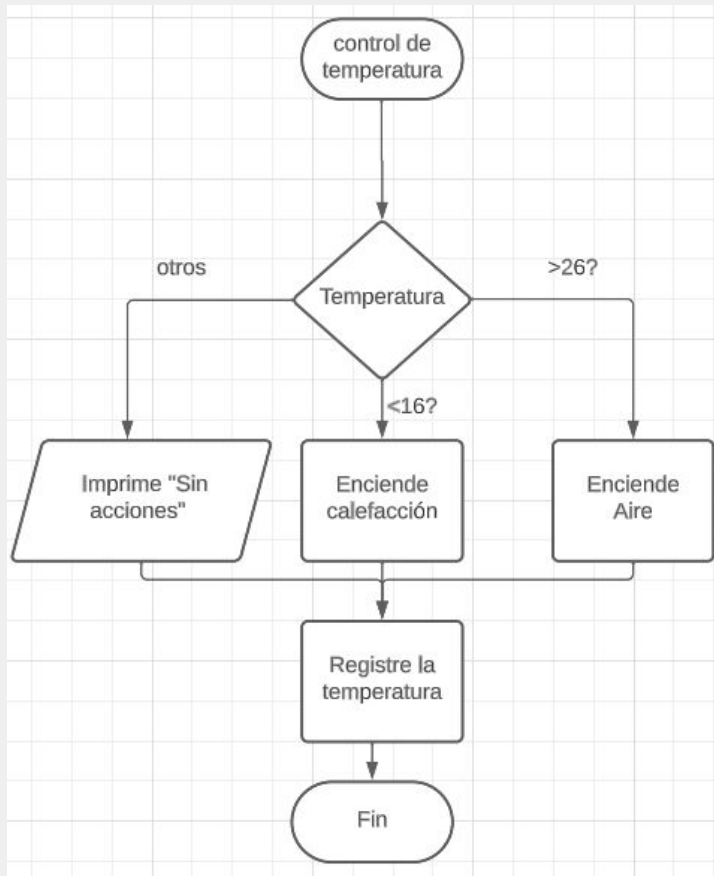 control de
temperatura
otros
>26?
Temperatura
<16?
Imprime "Sin
acciones"
Enciende
calefacción
Enciende
Aire
Registre la
temperatura
Fin